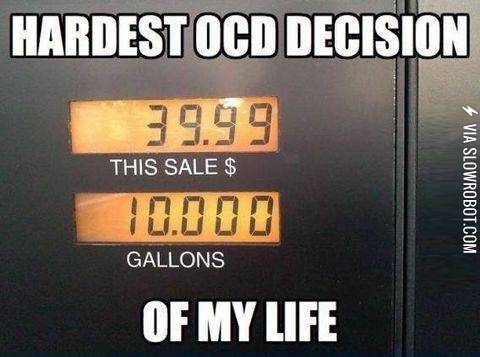 HARDEST OCD DECISION
39.99
THIS SALE $
10.000
GALLONS
OF MY LIFE
VIA SLOWROBOT.COM